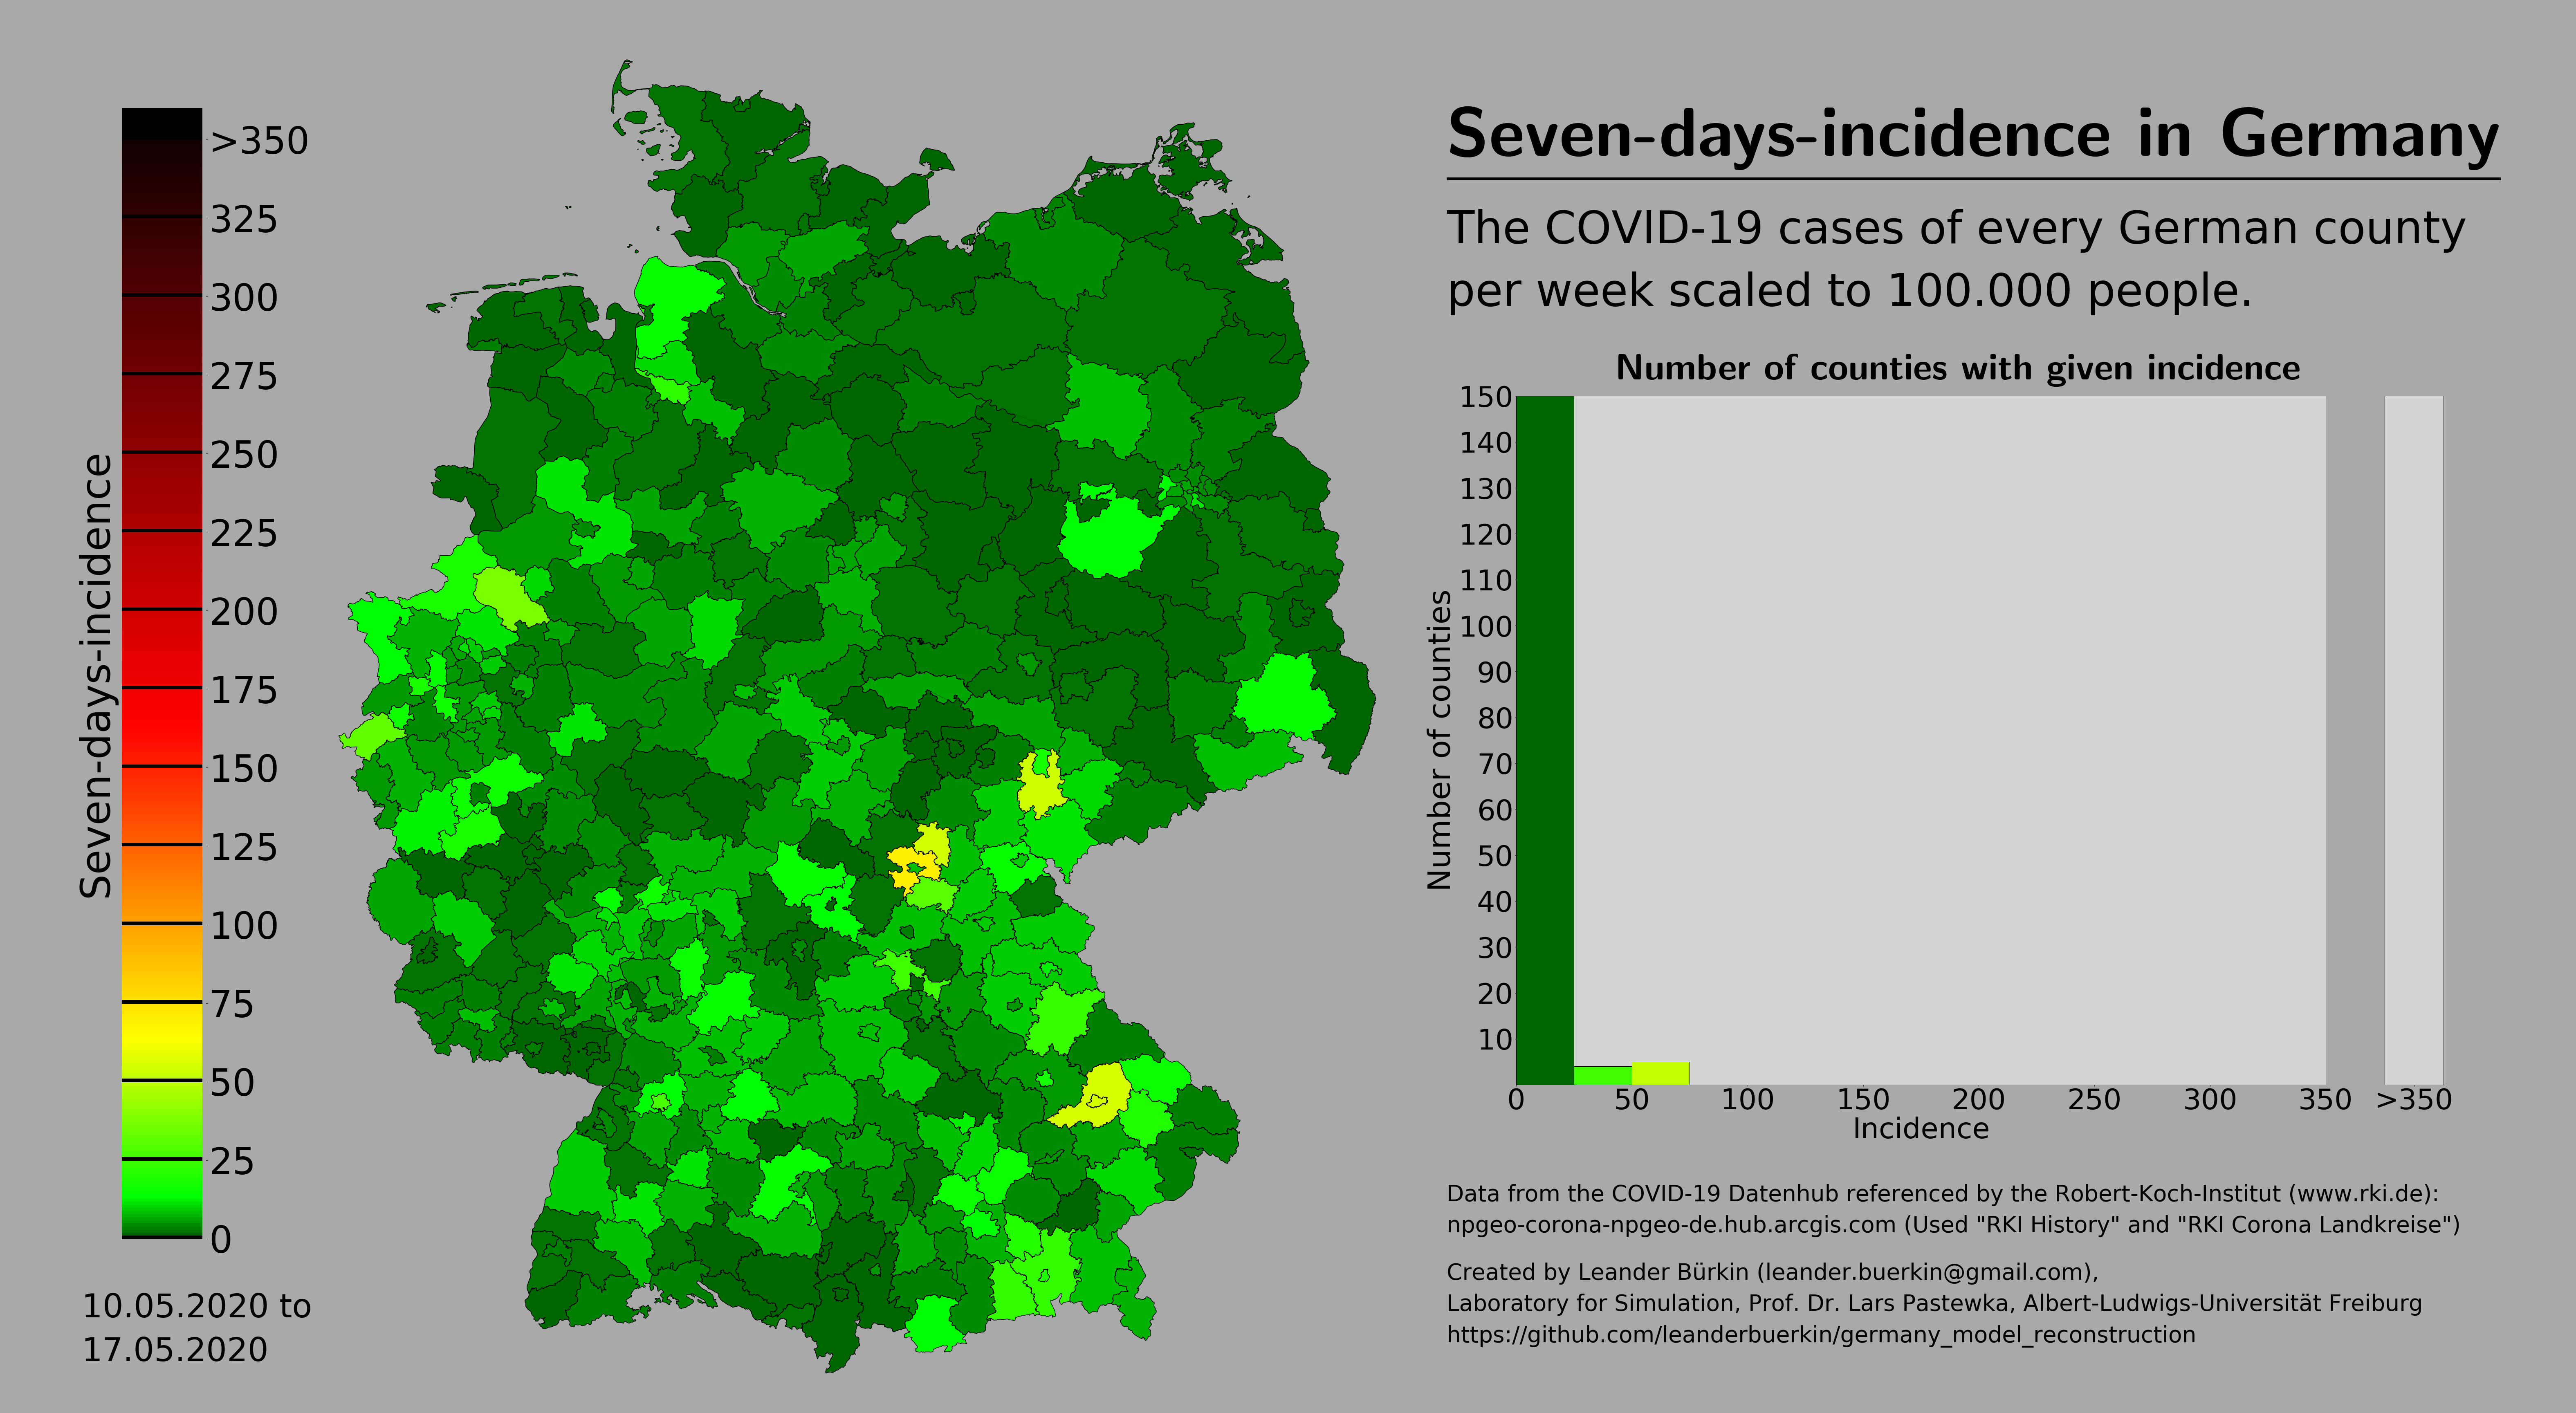 Seven-days-incidence in Germany
The COVID-19 cases of every German county
per week scaled to 100.000 people.
Seven-days-incidence
>350
325
300
275
250
225
200
175
150
125
100
75
50
25
0
10.05.2020 to
17.05.2020
Number of counties with given incidence
Number of counties
150
140
130
120
110
100
90
80
70
60
50
40
30
20
10
0 50 100 150 200 250 300 350 >350
Incidence
Data from the COVID-19 Datenhub referenced by the Robert-Koch-Institut (www.rki.de):
npgeo-corona-npgeo-de.hub.arcgis.com (Used "RKI History" and "RKI Corona Landkreise")
Created by Leander Bürkin (leander.buerkin@gmail.com),
Laboratory for Simulation, Prof. Dr. Lars Pastewka, Albert-Ludwigs-Universität Freiburg
https://github.com/leanderbuerkin/germany_model_reconstruction